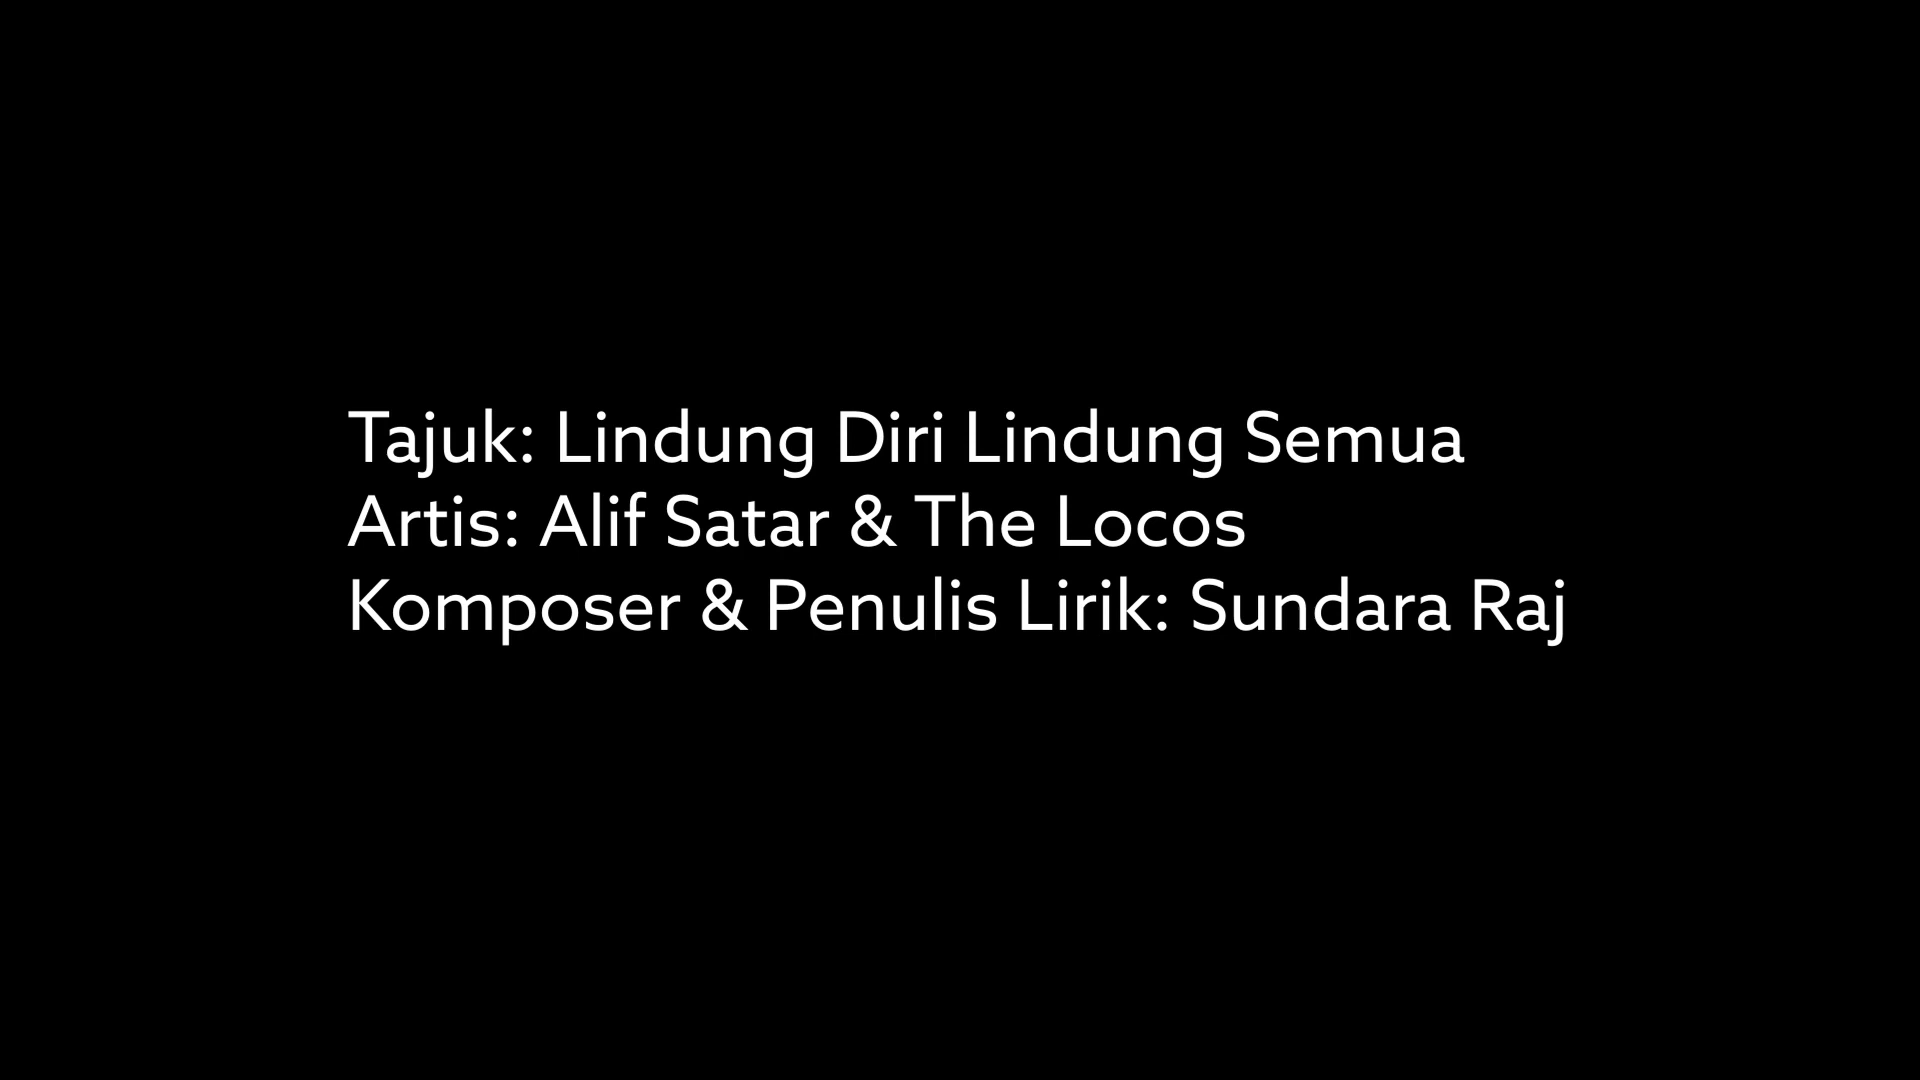 Tajuk: Lindung Diri Lindung Semua
Artis: Alif Satar & The Locos
Komposer & Penulis Lirik: Sundara Raj